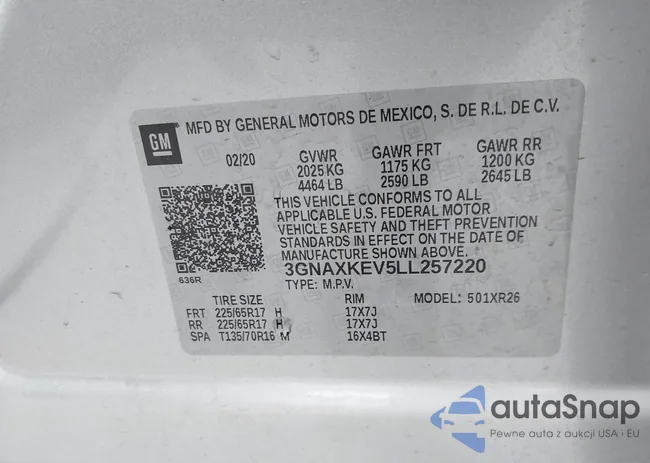 MFD BY GENERAL MOTORS DE MEXICO, S. DE R.L. DE C.V.
GM
02/20 GVWR GAWR FRT GAWR RR
2025 KG 1175 KG 1200 KG
4464 LB 2590 LB 2645 LB
THIS VEHICLE CONFORMS TO ALL
APPLICABLE U.S. FEDERAL MOTOR
VEHICLE SAFETY AND THEFT PREVENTION
STANDARDS IN EFFECT ON THE DATE OF
MANUFACTURE SHOWN ABOVE.
636R
3GNAXKEV5LL257220
TYPE: M.P.V.
TIRE SIZE RIM MODEL: 501XR26
FRT 225/65R17 H 17X7J
RR 225/65R17 H 17X7J
SPA T135/70R16 M 16X4BT
autaSnap
Pewne auta z aukcji USA i EU